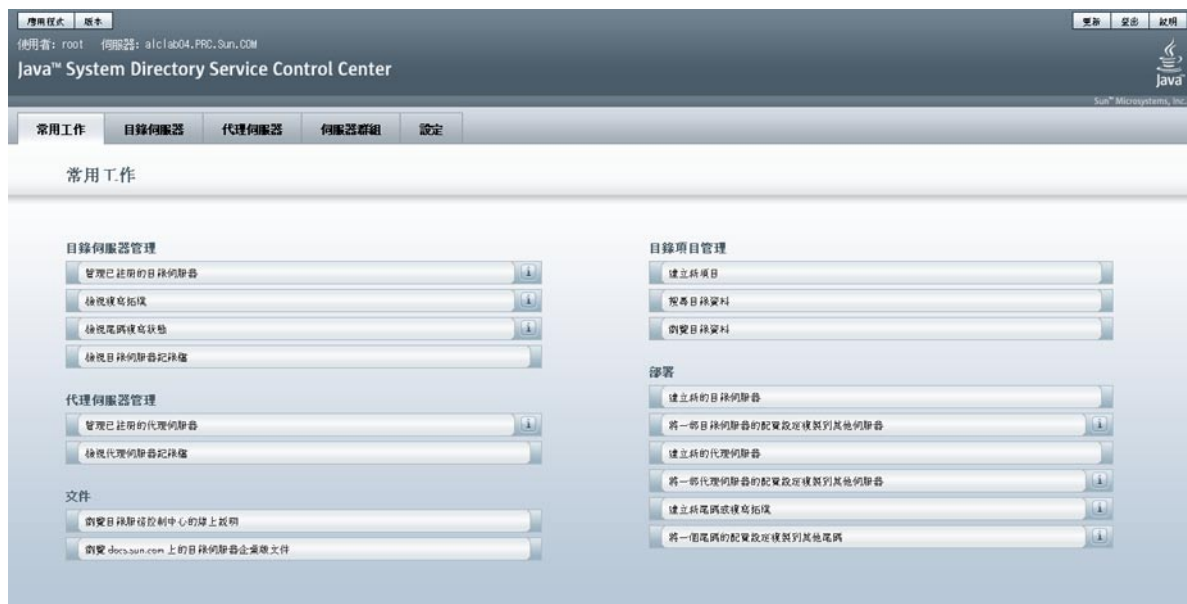 應用程式 版本
更新 登出 說明
使用者: root 伺服器: alclab04.PRC.Sun.COM
Java™ System Directory Service Control Center
Java
Sun™ Microsystems, Inc.
常用工作 目錄伺服器 代理伺服器 伺服器群組 設定
常用工作
目錄伺服器管理
管理已註冊的目錄伺服器
檢視複寫拓樸
檢視尾碼複寫狀態
檢視目錄伺服器記錄檔
代理伺服器管理
管理已註冊的代理伺服器
檢視代理伺服器記錄檔
文件
瀏覽目錄服務控制中心的線上說明
瀏覽 docs.sun.com 上的目錄伺服器企業版文件
目錄項目管理
建立新項目
搜尋目錄資料
瀏覽目錄資料
部署
建立新的目錄伺服器
將一部目錄伺服器的配置設定複製到其他伺服器
建立新的代理伺服器
將一部代理伺服器的配置設定複製到其他伺服器
建立新尾碼或複寫拓樸
將一個尾碼的配置設定複製到其他尾碼